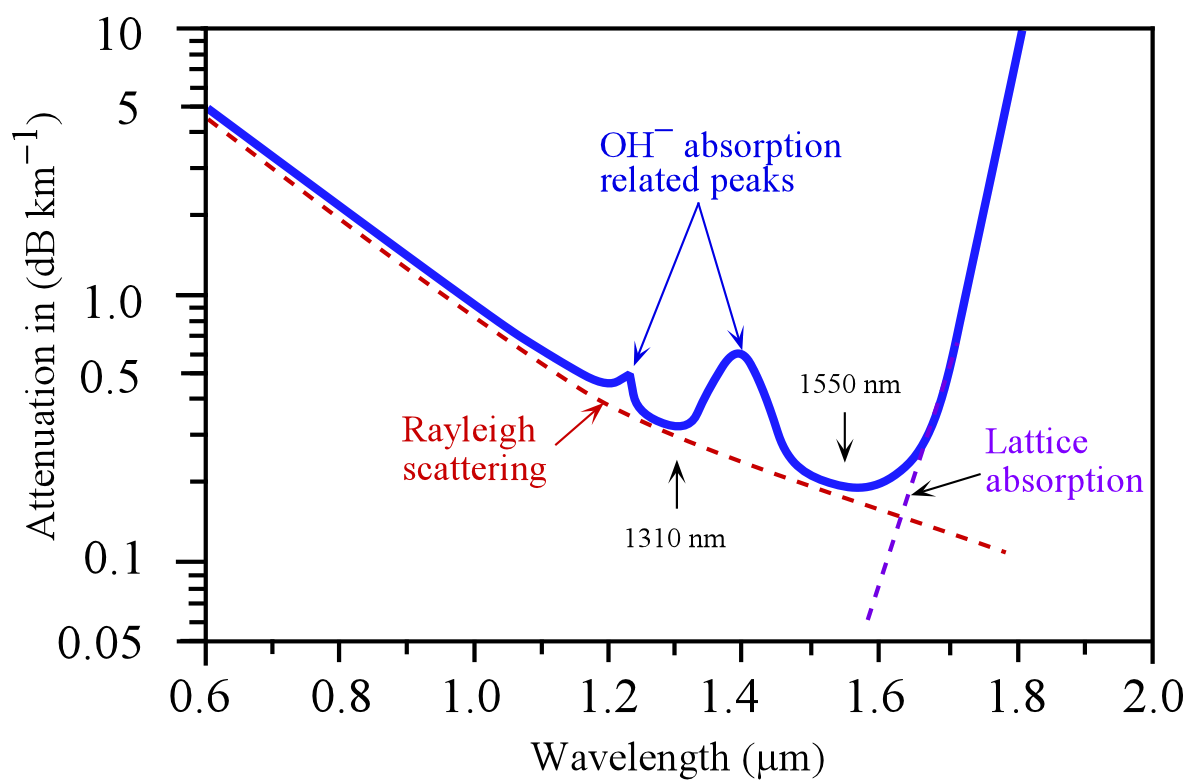 10
5
1.0
0.5
0.1
0.05
Attenuation in (dB km⁻¹)
OH⁻ absorption
related peaks
1550 nm
Rayleigh
scattering
Lattice
absorption
1310 nm
0.6 0.8 1.0 1.2 1.4 1.6 1.8 2.0
Wavelength (μm)